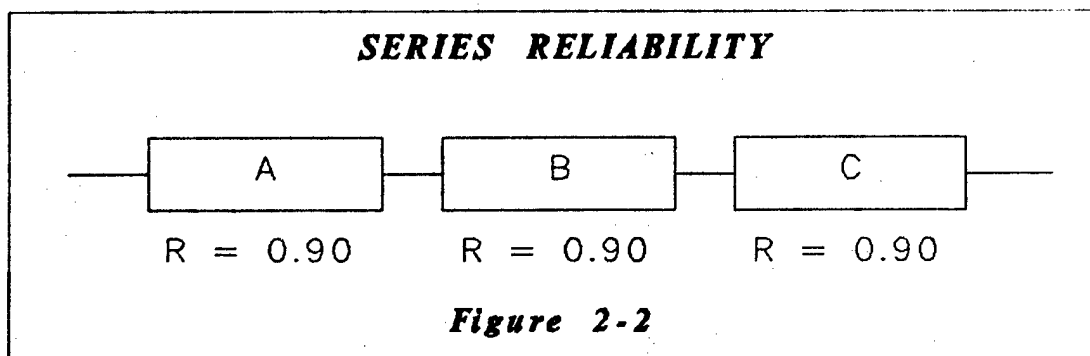 SERIES RELIABILITY
A B C
R = 0.90 R = 0.90 R = 0.90
Figure 2-2